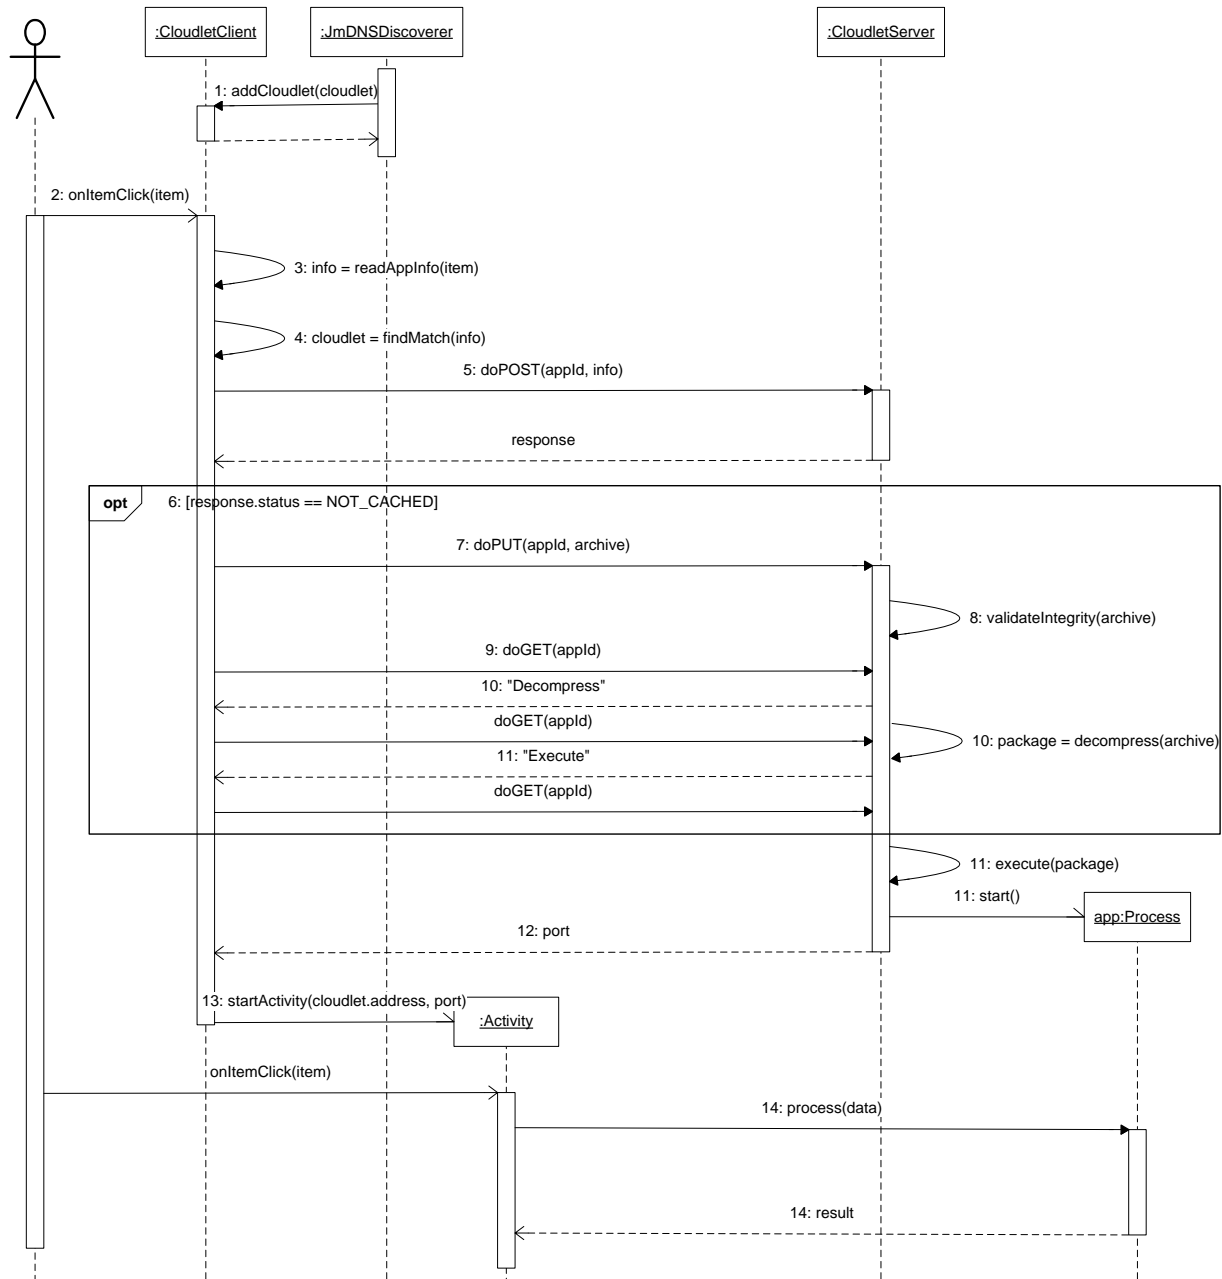 :CloudletClient
:JmDNSDiscoverer
:CloudletServer
1: addCloudlet(cloudlet)
2: onItemClick(item)
3: info = readAppInfo(item)
4: cloudlet = findMatch(info)
5: doPOST(appId, info)
response
opt
6: [response.status == NOT_CACHED]
7: doPUT(appId, archive)
8: validateIntegrity(archive)
9: doGET(appId)
10: "Decompress"
doGET(appId)
10: package = decompress(archive)
11: "Execute"
doGET(appId)
11: execute(package)
11: start()
app:Process
12: port
13: startActivity(cloudlet.address, port)
:Activity
onItemClick(item)
14: process(data)
14: result